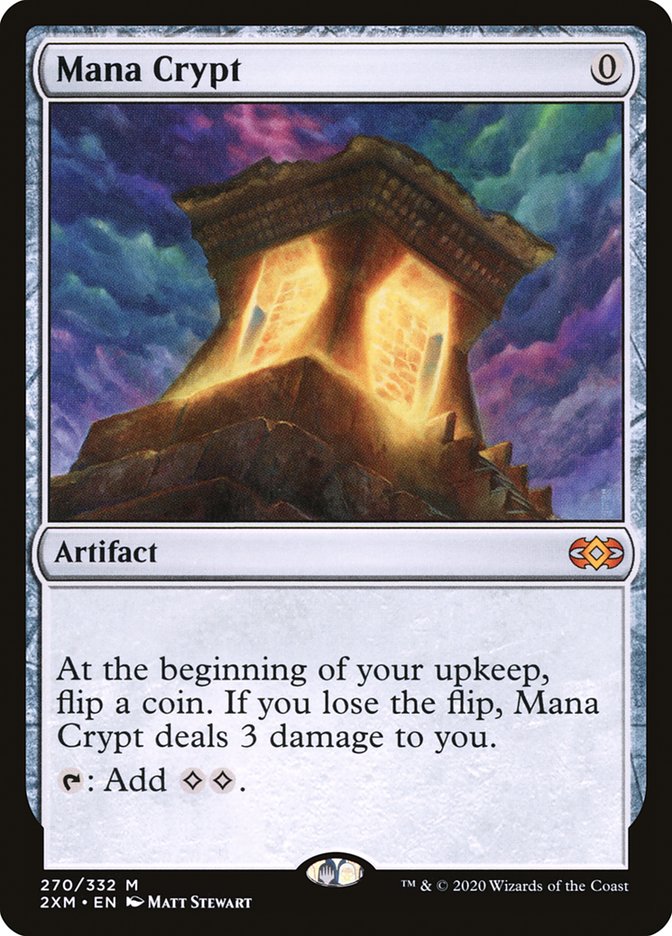 Mana Crypt 0
Artifact
At the beginning of your upkeep,
flip a coin. If you lose the flip, Mana
Crypt deals 3 damage to you.
: Add .
270/332 M
2XM • EN Matt Stewart
™ & © 2020 Wizards of the Coast